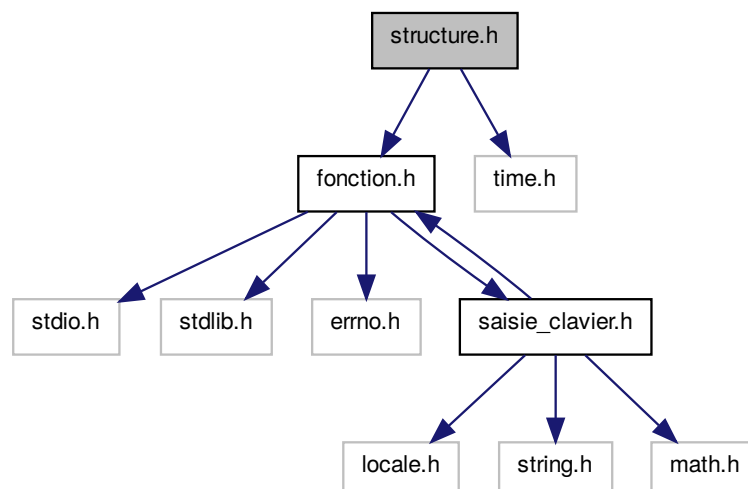 structure.h
fonction.h
time.h
stdio.h
stdlib.h
errno.h
saisie_clavier.h
locale.h
string.h
math.h